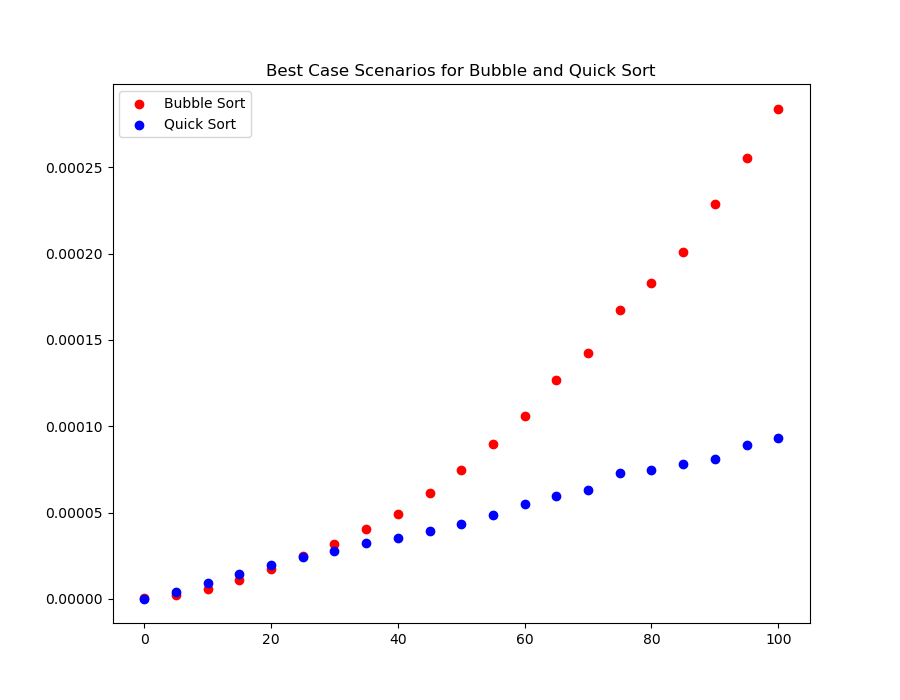 Best Case Scenarios for Bubble and Quick Sort
Bubble Sort
Quick Sort
0.00025
0.00020
0.00015
0.00010
0.00005
0.00000
0 20 40 60 80 100